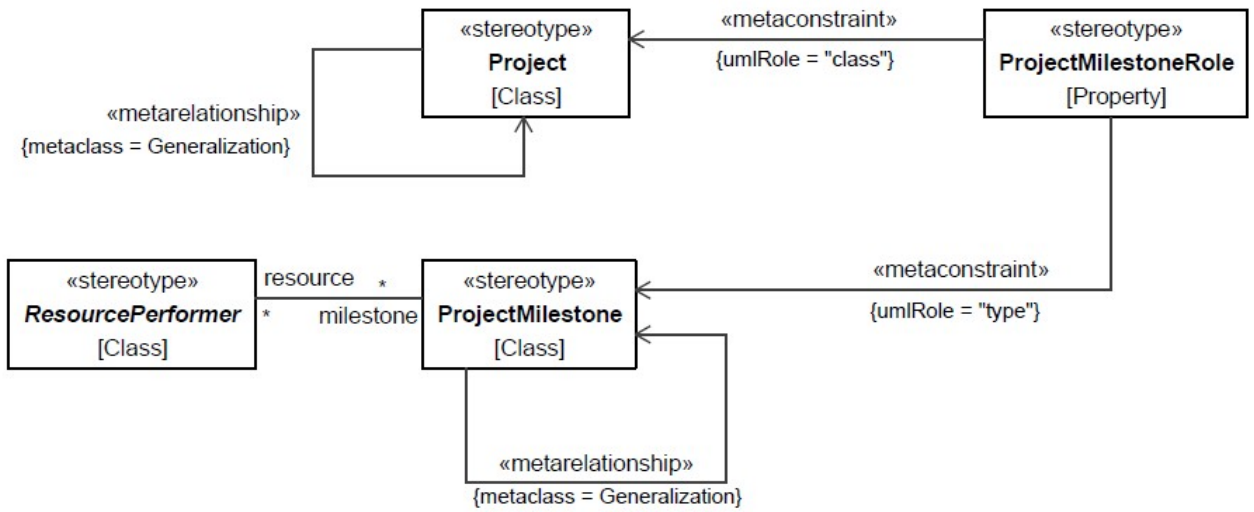 «stereotype»
Project
[Class]
«metaconstraint»
{umlRole = "class"}
«stereotype»
ProjectMilestoneRole
[Property]
«metarelationship»
{metaclass = Generalization}
«stereotype»
ResourcePerformer
[Class]
resource *
* milestone
«stereotype»
ProjectMilestone
[Class]
«metaconstraint»
{umlRole = "type"}
«metarelationship»
{metaclass = Generalization}